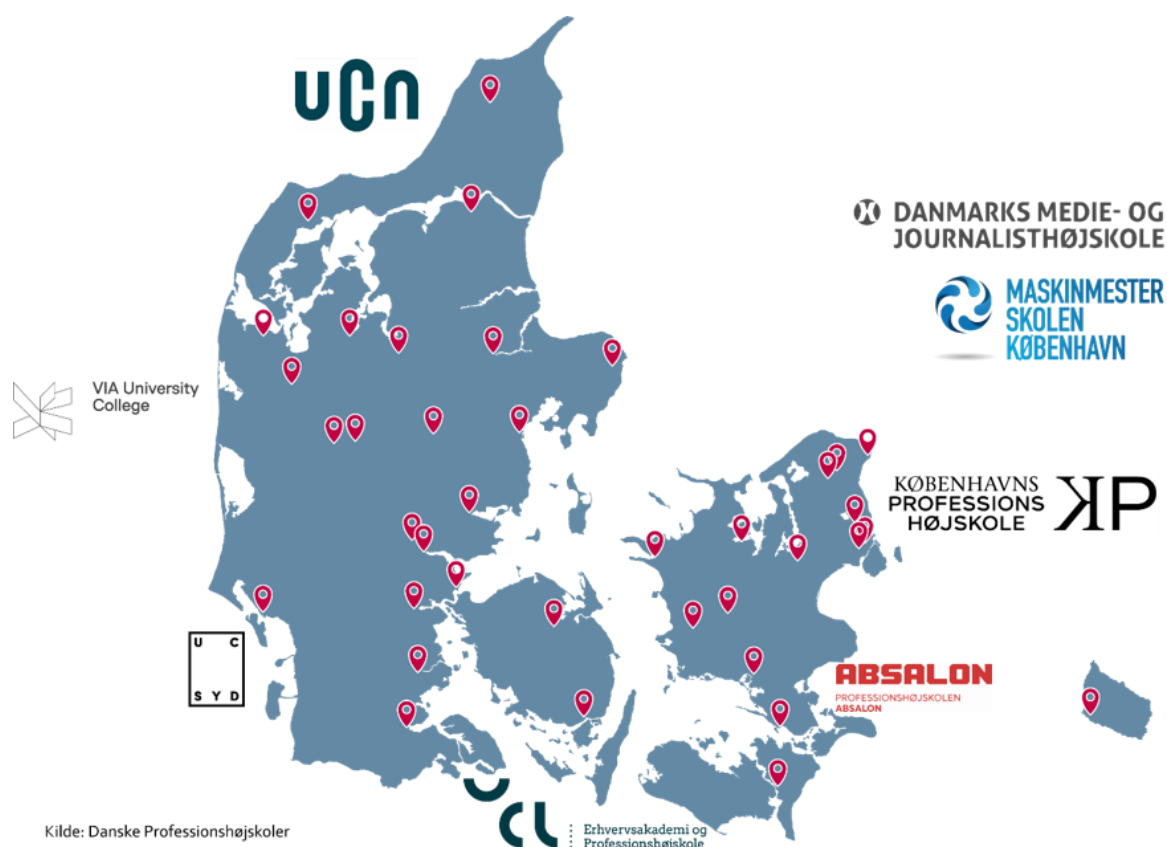 UCN
DANMARKS MEDIE- OG
JOURNALISTHØJSKOLE
MASKINMESTER
SKOLEN
KØBENHAVN
VIA University
College
KØBENHAVNS
PROFESSIONS
HØJSKOLE
KP
U C
S Y D
ABSALON
PROFESSIONSHØJSKOLEN
ABSALON
UCL
Erhvervsakademi og
Professionshøjskole
Kilde: Danske Professionshøjskoler